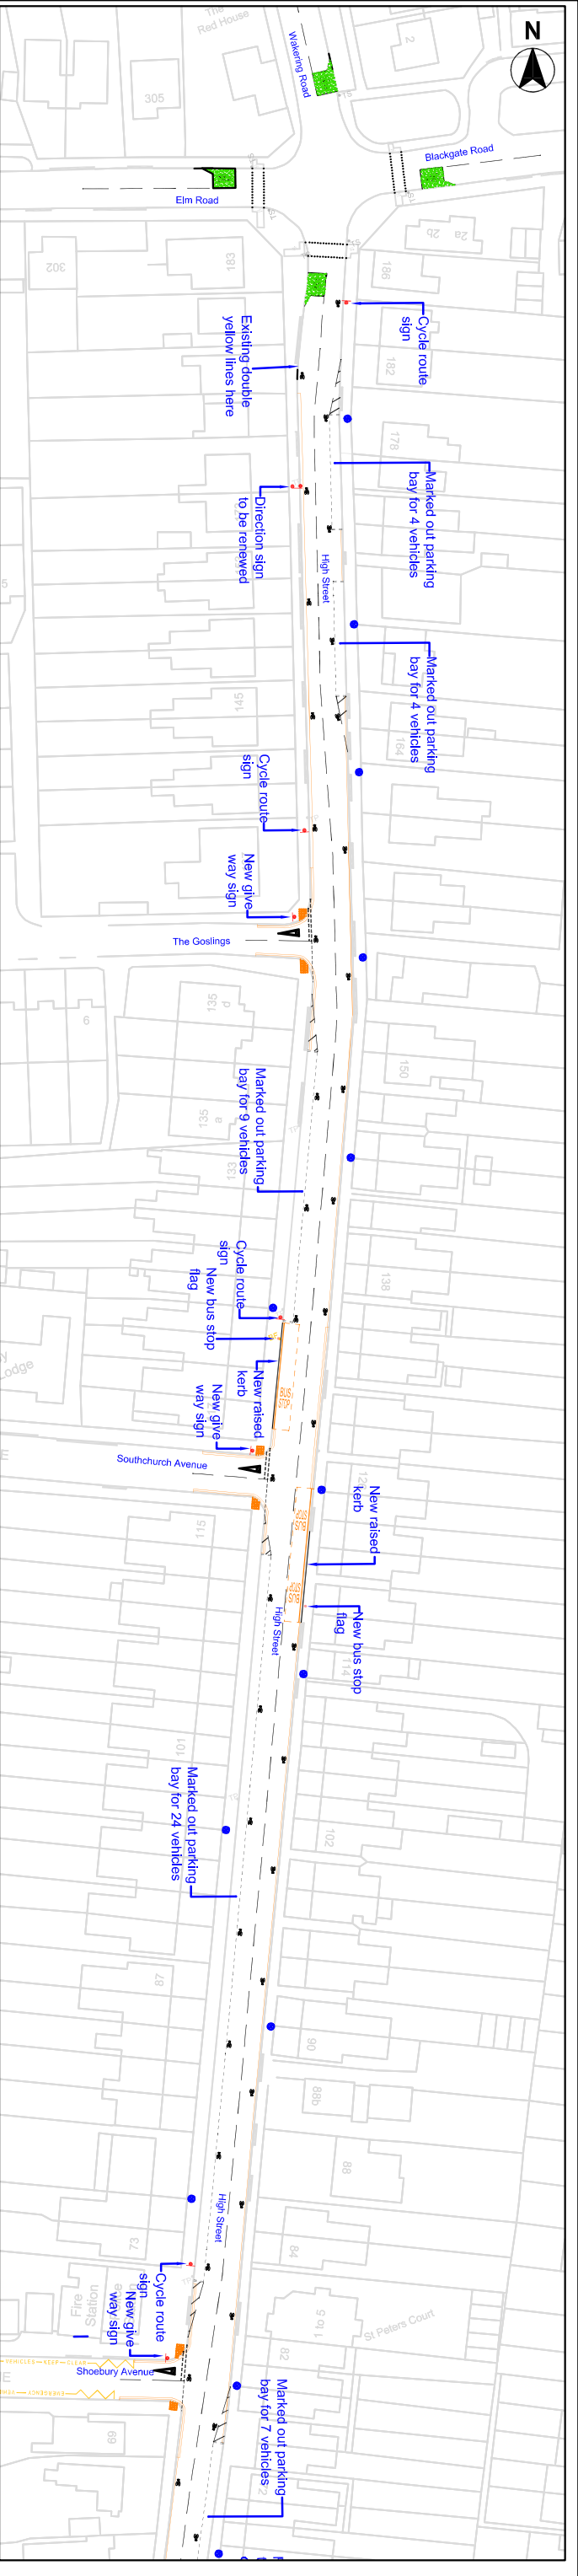 N
The
Red House
2
Wakering Road
305
Blackgate Road
Elm Road
2a
2b
302
183
186
Cycle route
sign
Existing double
yellow lines here
182
178
Marked out parking
bay for 4 vehicles
Direction sign
to be renewed
High Street
Marked out parking
bay for 4 vehicles
145
164
Cycle route
sign
New give
way sign
The Goslings
135
d
6
150
135
a
133
Marked out parking
bay for 9 vehicles
138
Cycle route
sign
New bus stop
flag
New raised
kerb
BUS
STOP
New give
way sign
Lodge
Southchurch Avenue
115
New raised
kerb
BUS
STOP
BUS
STOP
New bus stop
flag
114
High Street
101
Marked out parking
bay for 24 vehicles
102
87
90
88b
88
High Street
73
84
Fire
Station
Cycle route
sign
New give
way sign
1 to 5
St Peters Court
82
Shoebury Avenue
69
Marked out parking
bay for 7 vehicles